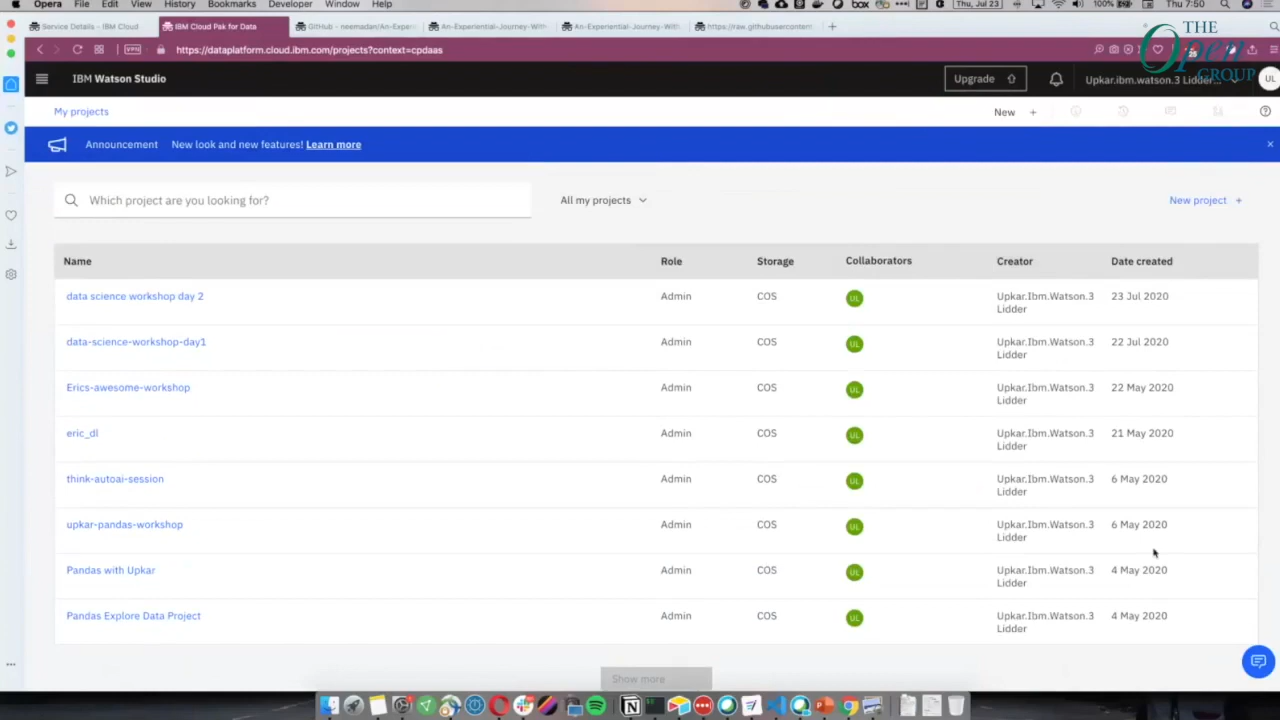 Opera File Edit View History Bookmarks Developer Window Help
box
Thu, Jul 23
100%
Thu 7:50
Service Details - IBM Cloud
IBM Cloud Pak for Data
GitHub - neemadan/An-Exper
An-Experiential-Journey-With
An-Experiential-Journey-With
https://raw.githubusercontent
VPN
https://dataplatform.cloud.ibm.com/projects?context=cpdaas
THE
Open
GROUP
IBM Watson Studio
Upgrade
Upkar.ibm.watson.3 Lidder...
UL
My projects
New +
Announcement New look and new features! Learn more
Which project are you looking for?
All my projects
New project +
Name Role Storage Collaborators Creator Date created
data science workshop day 2 Admin COS UL Upkar.Ibm.Watson.3 23 Jul 2020
Lidder
data-science-workshop-day1 Admin COS UL Upkar.Ibm.Watson.3 22 Jul 2020
Lidder
Erics-awesome-workshop Admin COS UL Upkar.Ibm.Watson.3 22 May 2020
Lidder
eric_dl Admin COS UL Upkar.Ibm.Watson.3 21 May 2020
Lidder
think-autoai-session Admin COS UL Upkar.Ibm.Watson.3 6 May 2020
Lidder
upkar-pandas-workshop Admin COS UL Upkar.Ibm.Watson.3 6 May 2020
Lidder
Pandas with Upkar Admin COS UL Upkar.Ibm.Watson.3 4 May 2020
Lidder
Pandas Explore Data Project Admin COS UL Upkar.Ibm.Watson.3 4 May 2020
Lidder
Show more